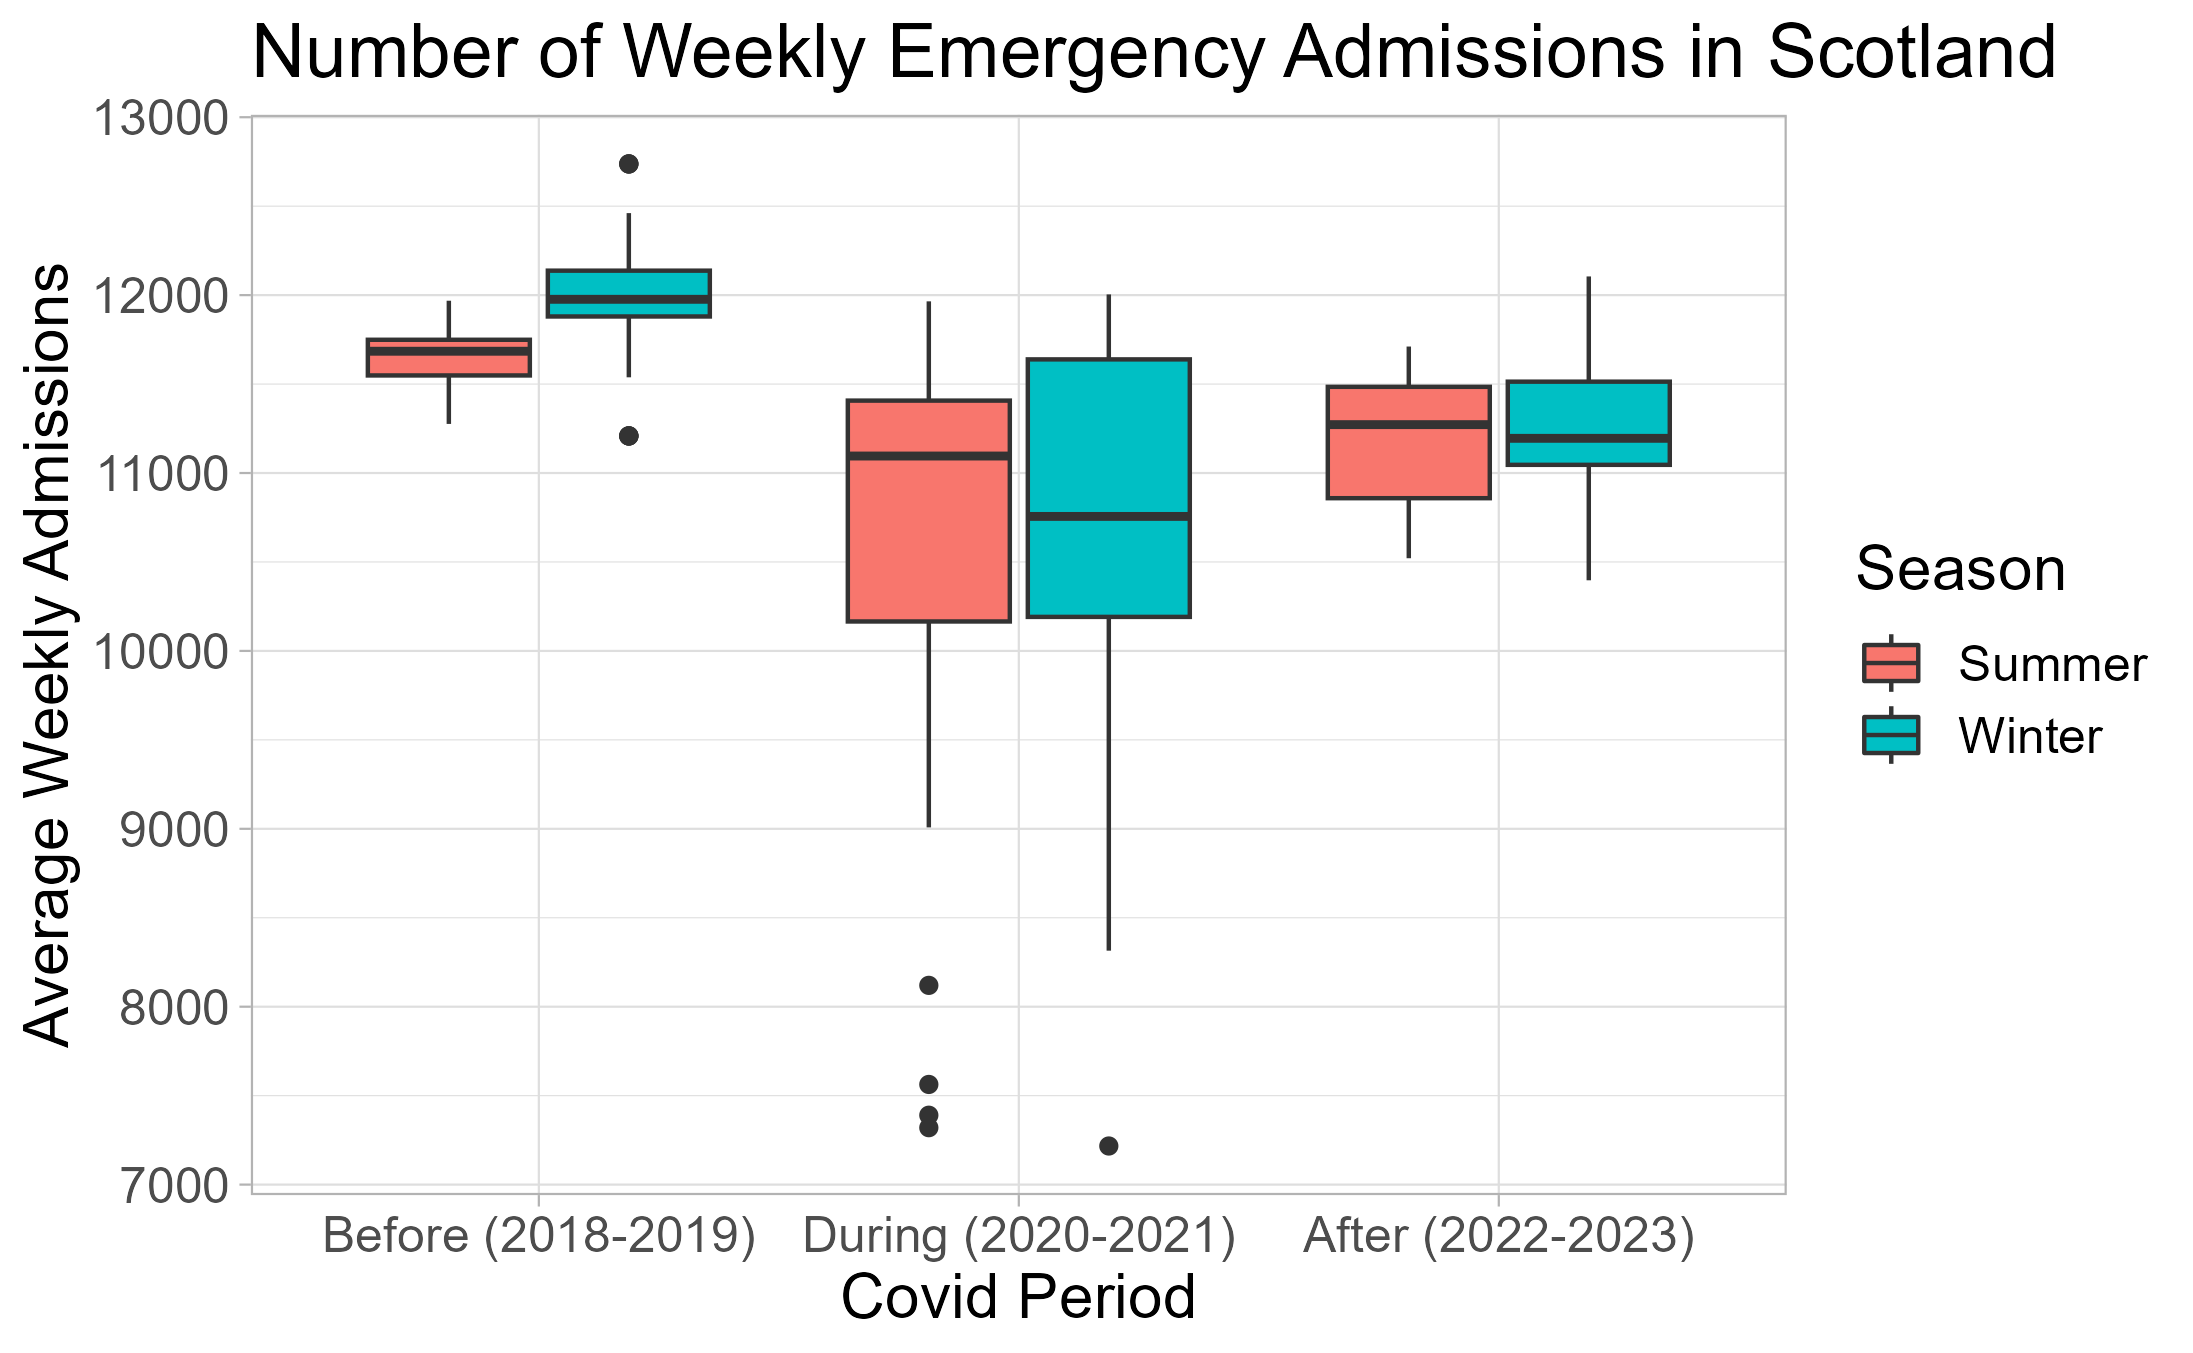 Number of Weekly Emergency Admissions in Scotland
Average Weekly Admissions
13000
12000
11000
10000
9000
8000
7000
Before (2018-2019)
During (2020-2021)
After (2022-2023)
Covid Period
Season
Summer
Winter